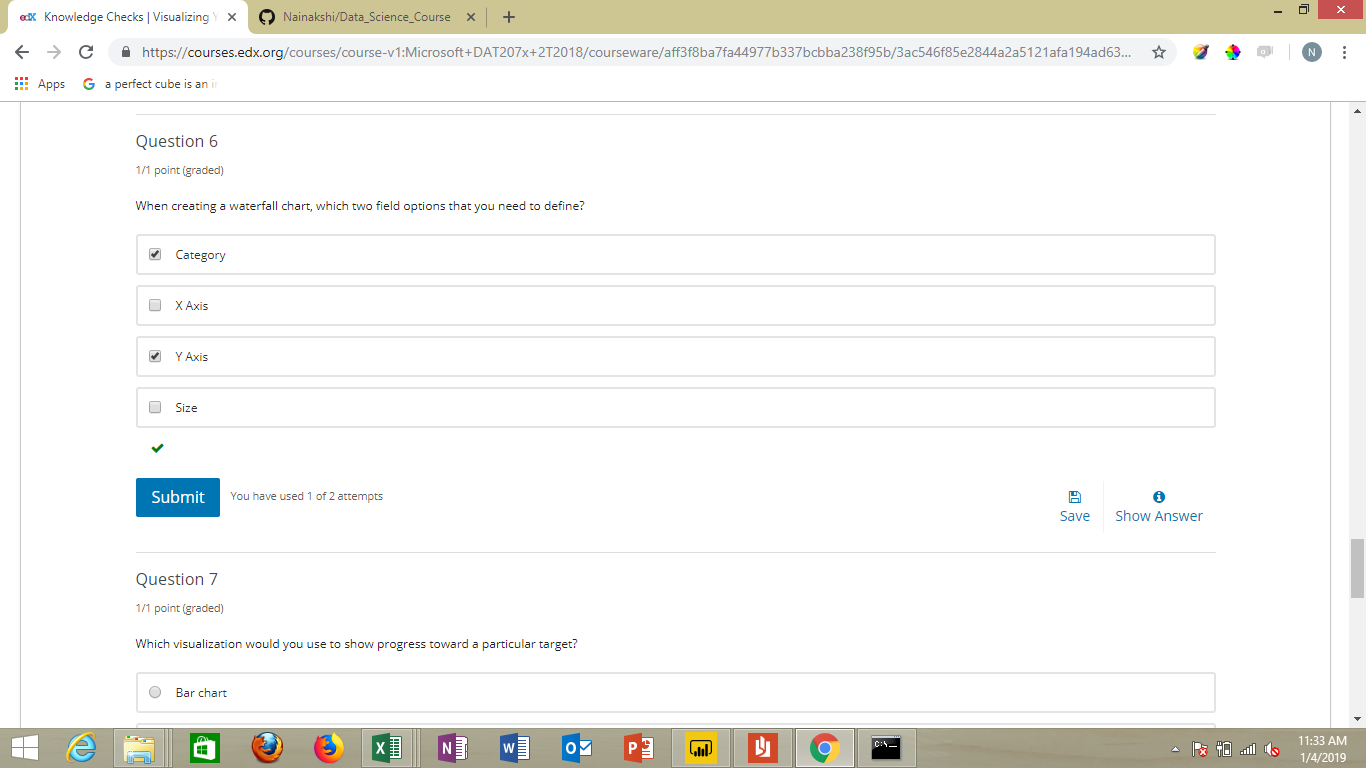 edX Knowledge Checks | Visualizing Y
Nainakshi/Data_Science_Course
https://courses.edx.org/courses/course-v1:Microsoft+DAT207x+2T2018/courseware/aff3f8ba7fa44977b337bcbba238f95b/3ac546f85e2844a2a5121afa194ad63...
N
Apps
G a perfect cube is an i
Question 6
1/1 point (graded)
When creating a waterfall chart, which two field options that you need to define?
Category
X Axis
Y Axis
Size
Submit
You have used 1 of 2 attempts
Save
Show Answer
Question 7
1/1 point (graded)
Which visualization would you use to show progress toward a particular target?
Bar chart
11:33 AM
1/4/2019